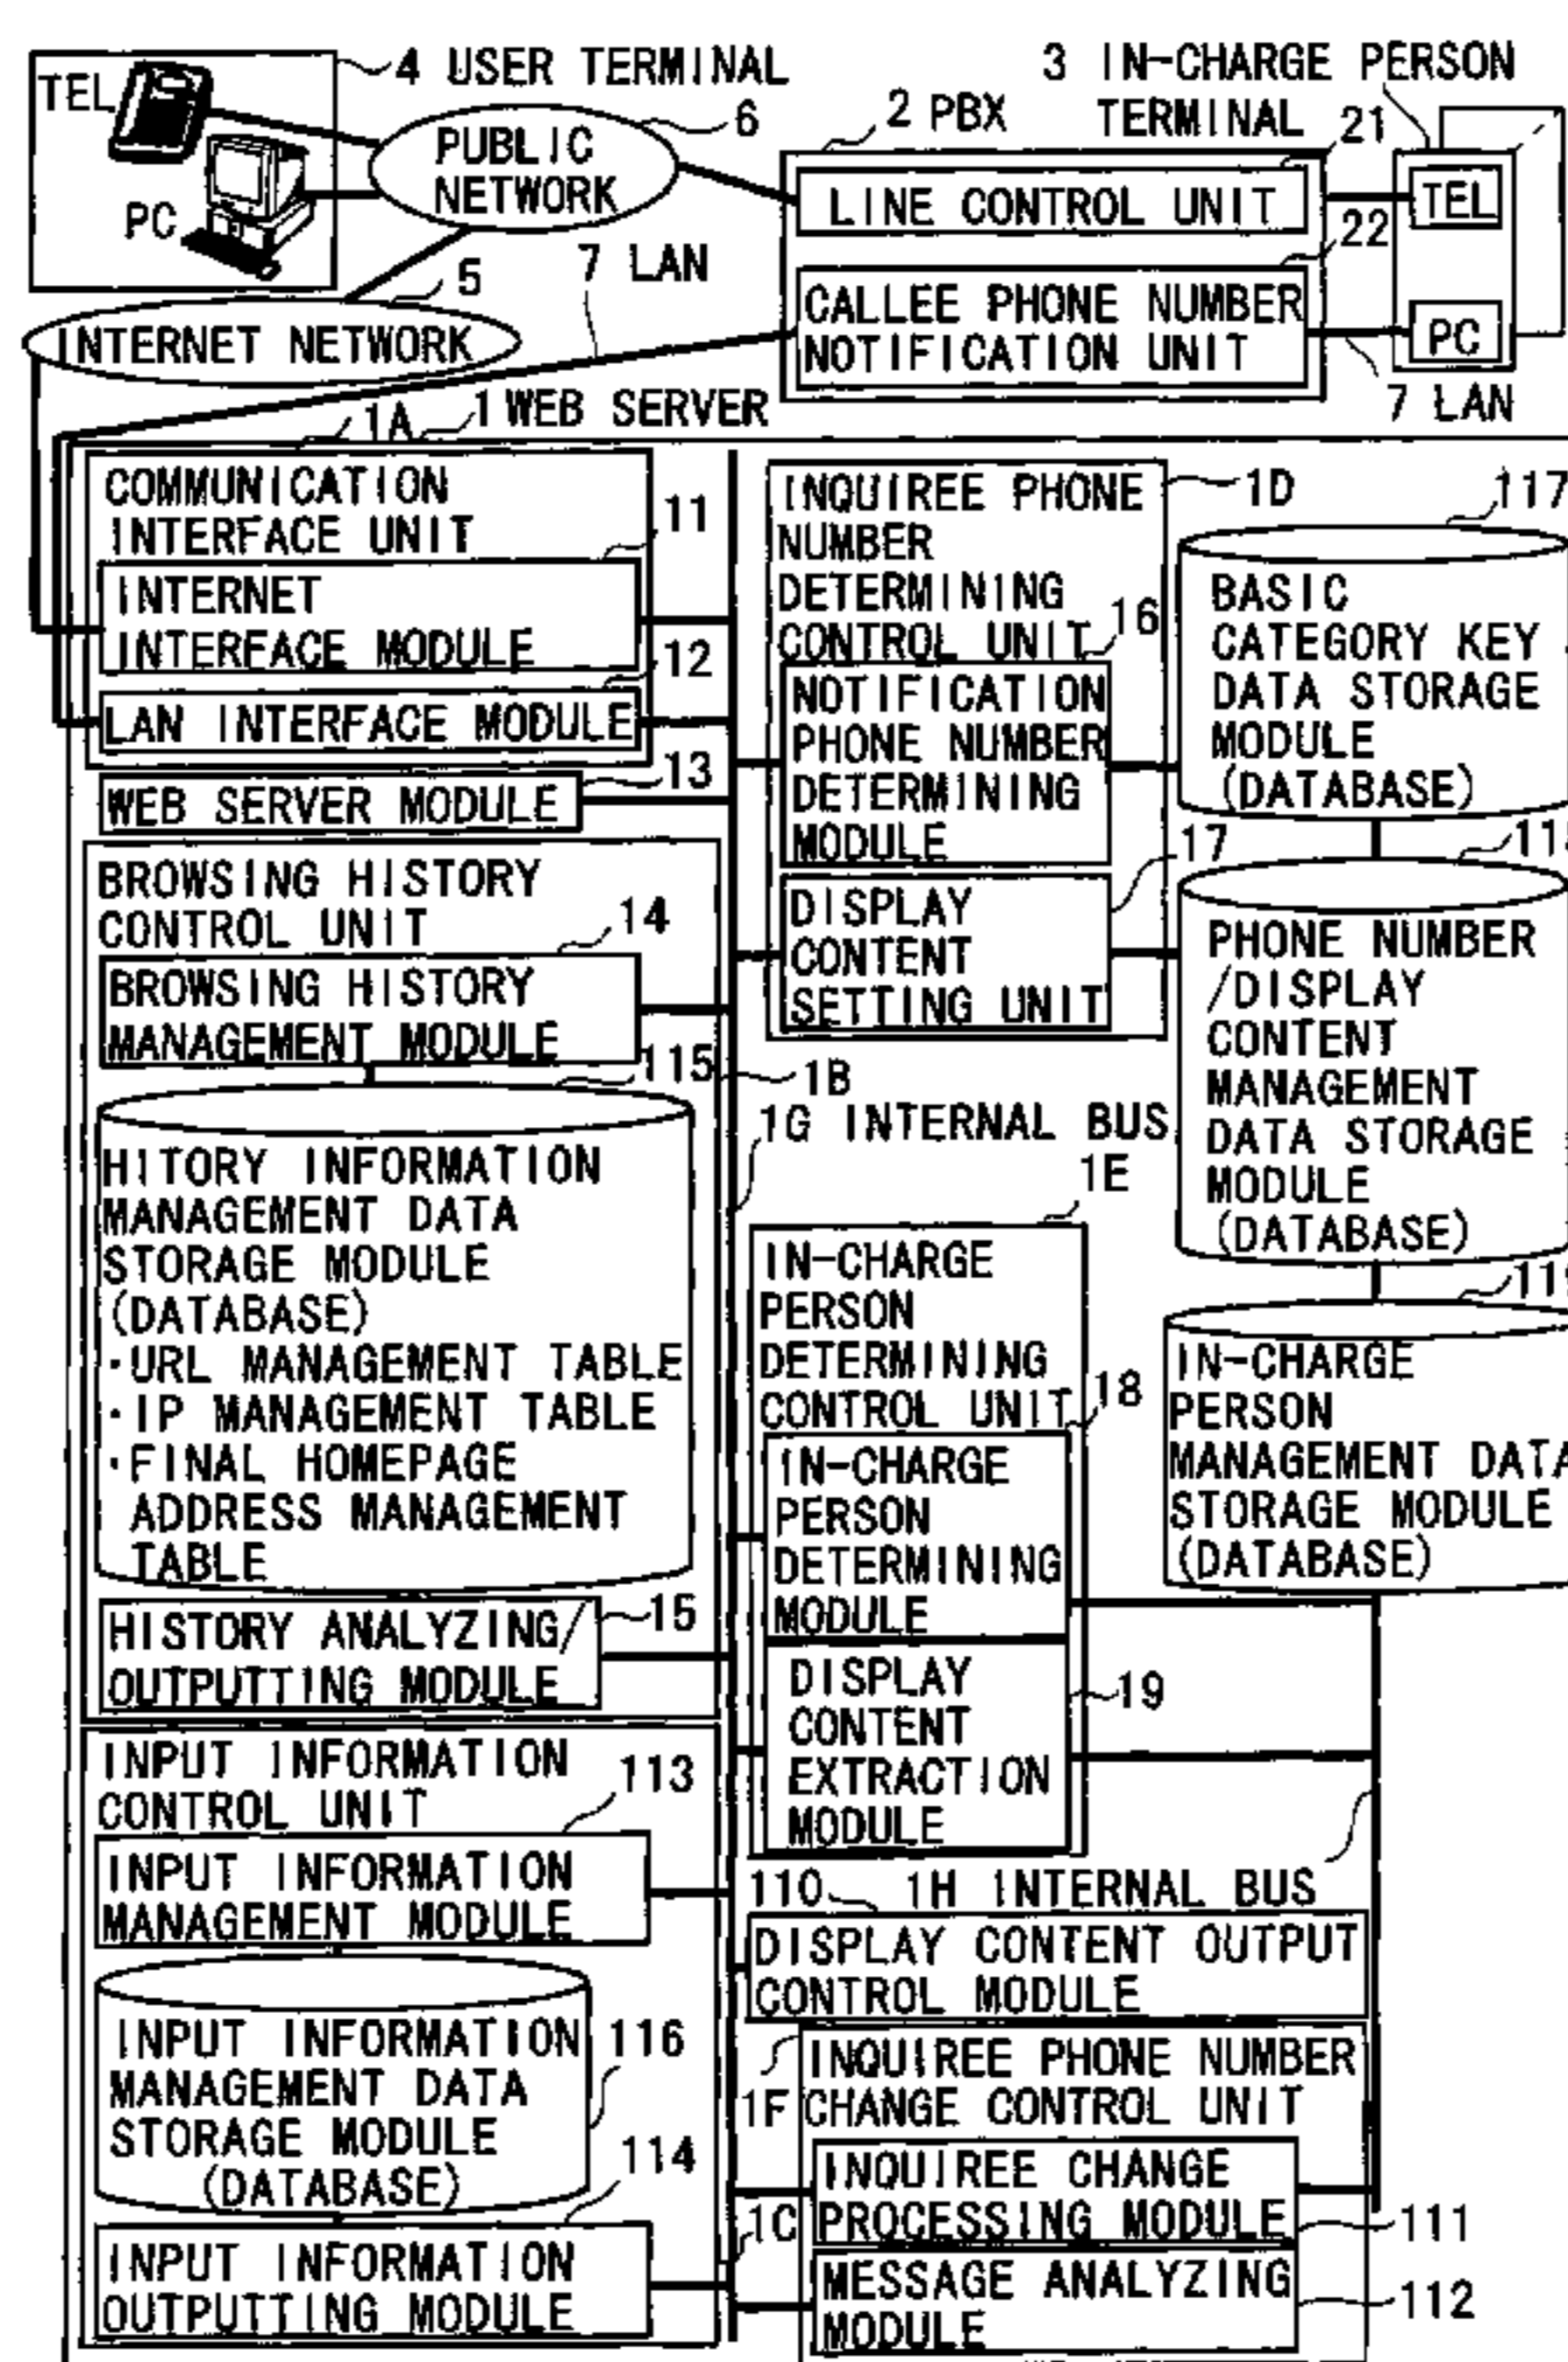 TEL
PC
4 USER TERMINAL
PUBLIC
NETWORK
6
5
INTERNET NETWORK
7 LAN
2 PBX
3 IN-CHARGE PERSON
TERMINAL
21
LINE CONTROL UNIT
22
CALLEE PHONE NUMBER
NOTIFICATION UNIT
TEL
PC
7 LAN
1A
1 WEB SERVER
COMMUNICATION
INTERFACE UNIT
11
INTERNET
INTERFACE MODULE
12
LAN INTERFACE MODULE
13
WEB SERVER MODULE
BROWSING HISTORY
CONTROL UNIT
14
BROWSING HISTORY
MANAGEMENT MODULE
115
1B
HITORY INFORMATION
MANAGEMENT DATA
STORAGE MODULE
(DATABASE)
·URL MANAGEMENT TABLE
·IP MANAGEMENT TABLE
·FINAL HOMEPAGE
ADDRESS MANAGEMENT
TABLE
15
HISTORY ANALYZING/
OUTPUTTING MODULE
INPUT INFORMATION
CONTROL UNIT
113
INPUT INFORMATION
MANAGEMENT MODULE
INPUT INFORMATION
MANAGEMENT DATA
STORAGE MODULE
(DATABASE)
116
114
1C
INPUT INFORMATION
OUTPUTTING MODULE
INQUIREE PHONE
NUMBER
DETERMINING
CONTROL UNIT
1D
16
NOTIFICATION
PHONE NUMBER
DETERMINING
MODULE
17
DISPLAY
CONTENT
SETTING UNIT
117
BASIC
CATEGORY KEY
DATA STORAGE
MODULE
(DATABASE)
PHONE NUMBER
/DISPLAY
CONTENT
MANAGEMENT
DATA STORAGE
MODULE
(DATABASE)
1G INTERNAL BUS
1E
IN-CHARGE
PERSON
DETERMINING
CONTROL UNIT
18
IN-CHARGE
PERSON
DETERMINING
MODULE
19
DISPLAY
CONTENT
EXTRACTION
MODULE
IN-CHARGE
PERSON
MANAGEMENT DATA
STORAGE MODULE
(DATABASE)
110
1H INTERNAL BUS
DISPLAY CONTENT OUTPUT
CONTROL MODULE
1F
INQUIREE PHONE NUMBER
CHANGE CONTROL UNIT
INQUIREE CHANGE
PROCESSING MODULE
111
MESSAGE ANALYZING
MODULE
112